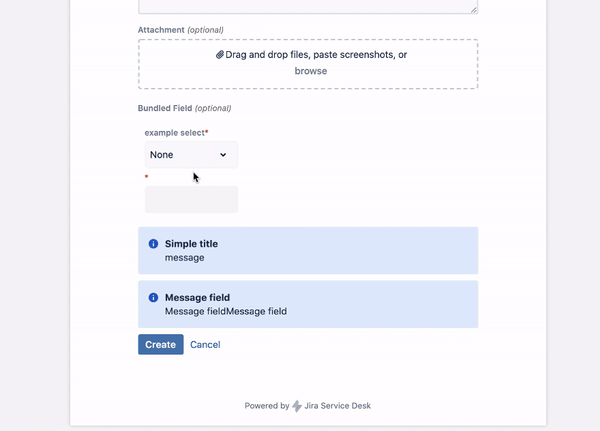 Attachment (optional)
Drag and drop files, paste screenshots, or
browse
Bundled Field (optional)
example select*
None
*
Simple title
message
Message field
Message fieldMessage field
Create Cancel
Powered by Jira Service Desk